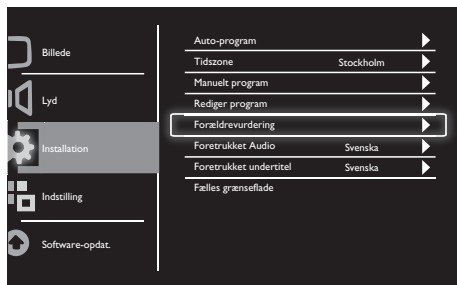 Billede
Lyd
Installation
Indstilling
Software-opdat.
Auto-program
Tidszone Stockholm
Manuelt program
Rediger program
Forældrevurdering
Foretrukket Audio Svenska
Foretrukket undertitel Svenska
Fælles grænseflade